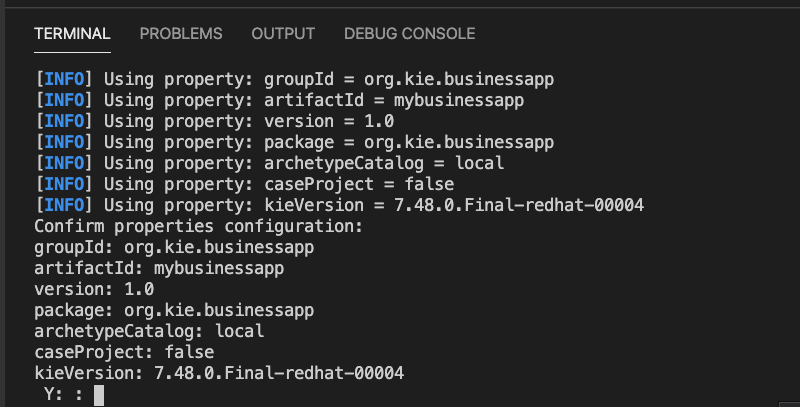 TERMINAL PROBLEMS OUTPUT DEBUG CONSOLE
[INFO] Using property: groupId = org.kie.businessapp
[INFO] Using property: artifactId = mybusinessapp
[INFO] Using property: version = 1.0
[INFO] Using property: package = org.kie.businessapp
[INFO] Using property: archetypeCatalog = local
[INFO] Using property: caseProject = false
[INFO] Using property: kieVersion = 7.48.0.Final-redhat-00004
Confirm properties configuration:
groupId: org.kie.businessapp
artifactId: mybusinessapp
version: 1.0
package: org.kie.businessapp
archetypeCatalog: local
caseProject: false
kieVersion: 7.48.0.Final-redhat-00004
Y: :